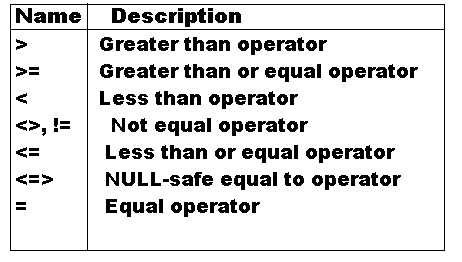 Name Description
> Greater than operator
>= Greater than or equal operator
< Less than operator
<>, != Not equal operator
<= Less than or equal operator
<=> NULL-safe equal to operator
= Equal operator